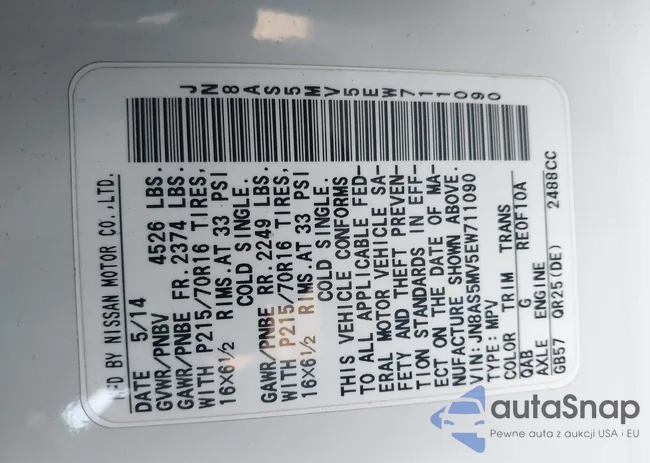 JN8AS5MV5EW711090
M-D BY NISSAN MOTOR CO.,LTD.
DATE 5/14
GVWR/PNBV 4526 LBS.
GAWR/PNBE FR. 2374 LBS.
WITH P215/70R16 TIRES,
16X6½ RIMS.AT 33 PSI
COLD SINGLE.
GAWR/PNBE RR. 2249 LBS.
WITH P215/70R16 TIRES,
16X6½ RIMS.AT 33 PSI
COLD SINGLE.
THIS VEHICLE CONFORMS
TO ALL APPLICABLE FED-
ERAL MOTOR VEHICLE SA-
FETY AND THEFT PREVEN-
TION STANDARDS IN EFF-
ECT ON THE DATE OF MA-
NUFACTURE SHOWN ABOVE.
VIN: JN8AS5MV5EW711090
TYPE: MPV
COLOR TRIM TRANS
QAB G RE0F10A
AXLE ENGINE
GB57 QR25(DE) 2488CC
autaSnap
Pewne auta z aukcji USA i EU